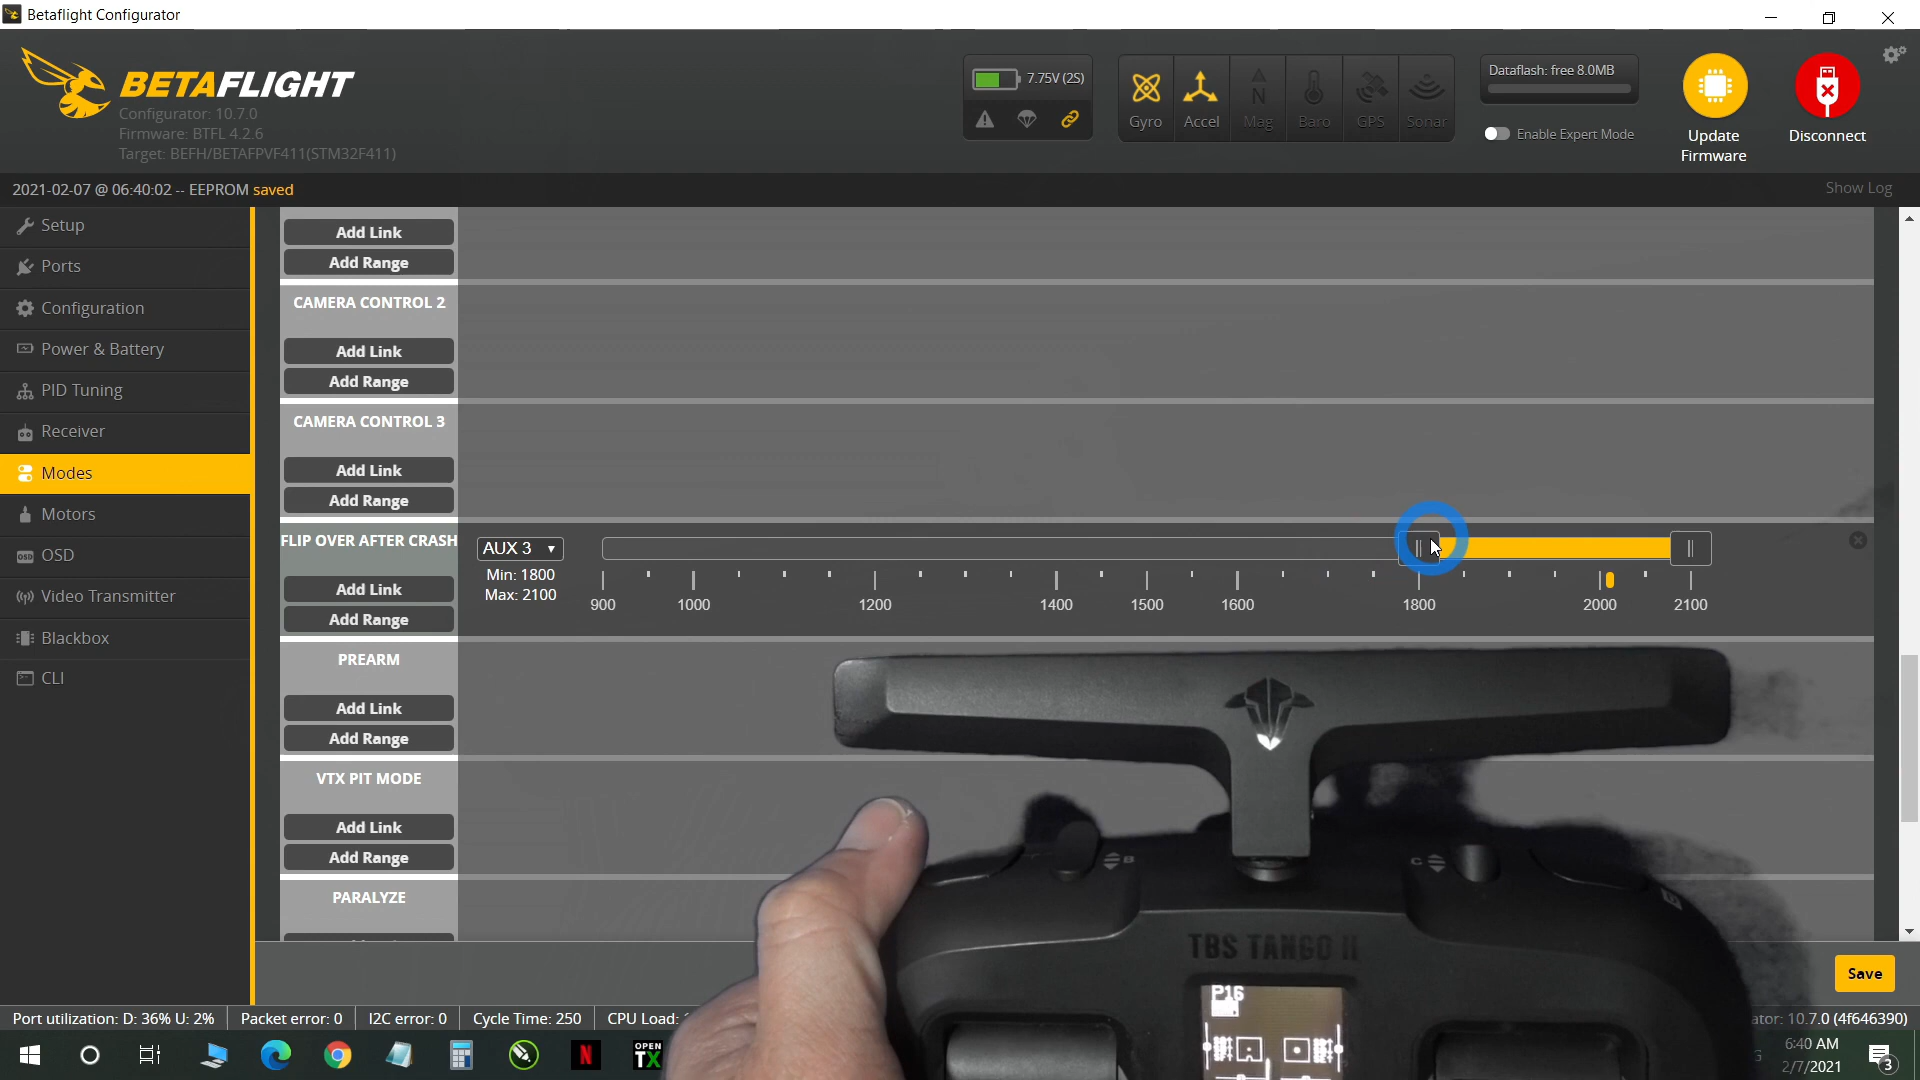 Betaflight Configurator
BETAFLIGHT
Configurator: 10.7.0
Firmware: BTFL 4.2.6
Target: BEFH/BETAFPVF411(STM32F411)
7.75V (2S)
Gyro
Accel
Mag
Baro
GPS
Sonar
Dataflash: free 8.0MB
Enable Expert Mode
Update
Firmware
Disconnect
2021-02-07 @ 06:40:02 -- EEPROM saved
Show Log
Setup
Ports
Configuration
Power & Battery
PID Tuning
Receiver
Modes
Motors
OSD
Video Transmitter
Blackbox
CLI
Add Link
Add Range
CAMERA CONTROL 2
Add Link
Add Range
CAMERA CONTROL 3
Add Link
Add Range
FLIP OVER AFTER CRASH
Add Link
Add Range
AUX 3
Min: 1800
Max: 2100
900 1000 1200 1400 1500 1600 1800 2000 2100
PREARM
Add Link
Add Range
VTX PIT MODE
Add Link
Add Range
PARALYZE
B
C
D
TBS TANGO II
P16
Save
Port utilization: D: 36% U: 2%
Packet error: 0
I2C error: 0
Cycle Time: 250
CPU Load:
ator: 10.7.0 (4f646390)
OPEN
TX
6:40 AM
2/7/2021
3